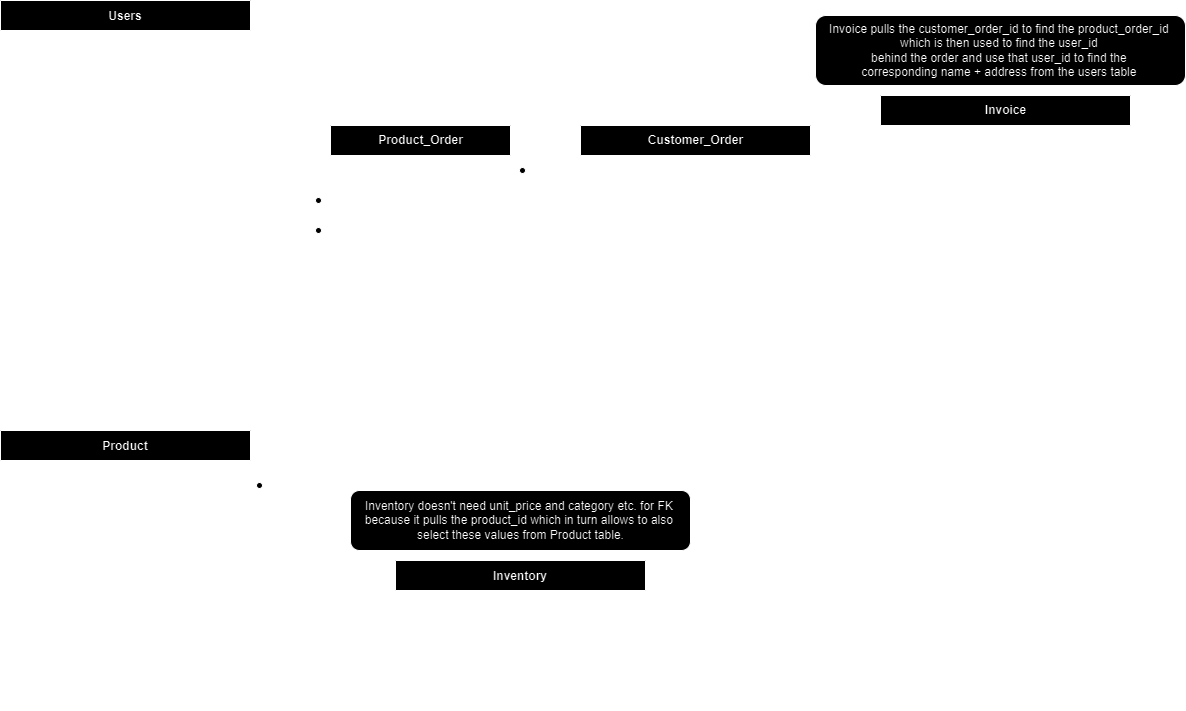 Users
Invoice pulls the customer_order_id to find the product_order_id
which is then used to find the user_id
behind the order and use that user_id to find the
corresponding name + address from the users table
Invoice
Product_Order
Customer_Order
Product
Inventory doesn't need unit_price and category etc. for FK
because it pulls the product_id which in turn allows to also
select these values from Product table.
Inventory